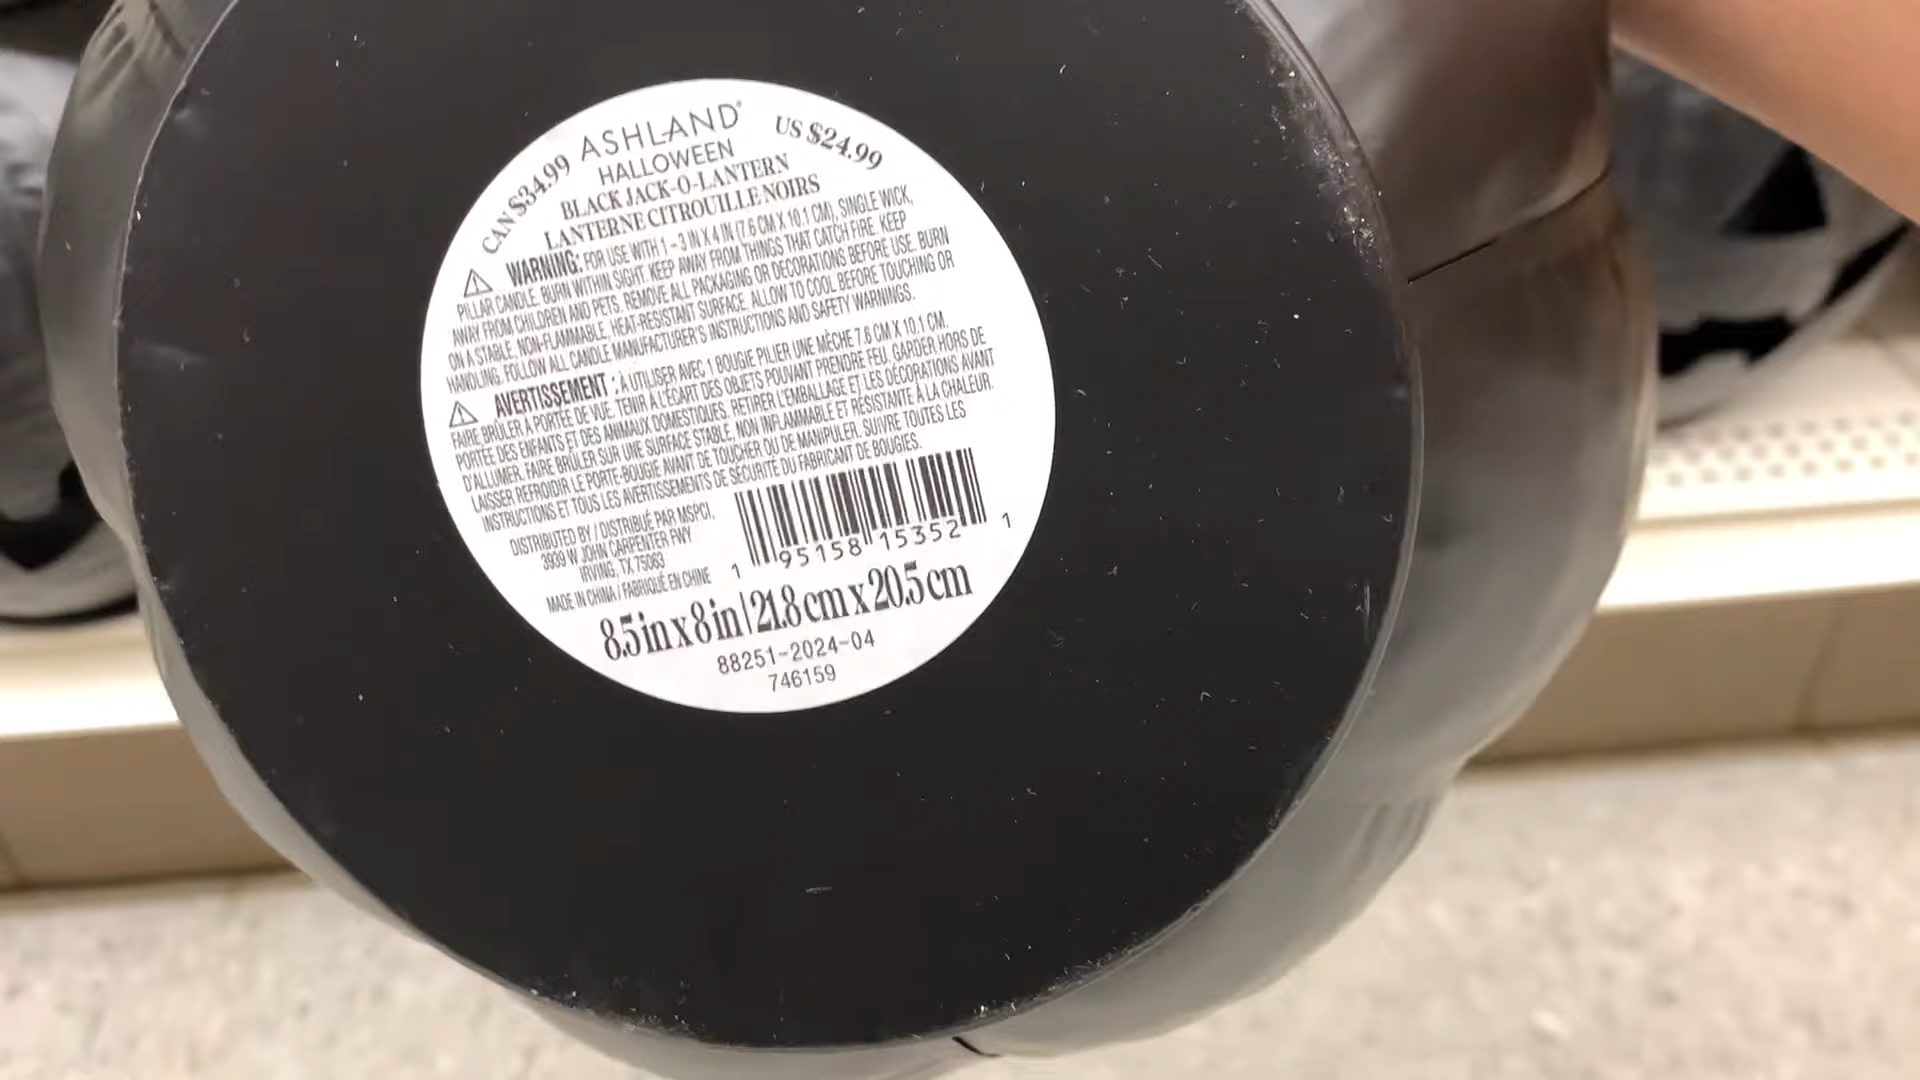 CAN $34.99 ASHLAND® US $24.99
HALLOWEEN
BLACK JACK-O-LANTERN
LANTERNE CITROUILLE NOIRS
⚠ WARNING: FOR USE WITH 1 - 3 IN X 4 IN (7.6 CM X 10.1 CM), SINGLE WICK,
PILLAR CANDLE. BURN WITHIN SIGHT. KEEP AWAY FROM THINGS THAT CATCH FIRE. KEEP
AWAY FROM CHILDREN AND PETS. REMOVE ALL PACKAGING OR DECORATIONS BEFORE USE. BURN
ON A STABLE, NON-FLAMMABLE, HEAT-RESISTANT SURFACE. ALLOW TO COOL BEFORE TOUCHING OR
HANDLING. FOLLOW ALL CANDLE MANUFACTURER'S INSTRUCTIONS AND SAFETY WARNINGS.
⚠ AVERTISSEMENT : À UTILISER AVEC 1 BOUGIE PILIER UNE MÈCHE 7.6 CM X 10.1 CM.
FAIRE BRÛLER À PORTÉE DE VUE. TENIR À L'ÉCART DES OBJETS POUVANT PRENDRE FEU. GARDER HORS DE
PORTÉE DES ENFANTS ET DES ANIMAUX DOMESTIQUES. RETIRER L'EMBALLAGE ET LES DÉCORATIONS AVANT
D'ALLUMER. FAIRE BRÛLER SUR UNE SURFACE STABLE, NON INFLAMMABLE ET RÉSISTANTE À LA CHALEUR.
LAISSER REFROIDIR LE PORTE-BOUGIE AVANT DE TOUCHER OU DE MANIPULER. SUIVRE TOUTES LES
INSTRUCTIONS ET TOUS LES AVERTISSEMENTS DE SÉCURITÉ DU FABRICANT DE BOUGIES.
DISTRIBUTED BY / DISTRIBUÉ PAR MSPCI,
3939 W JOHN CARPENTER FWY
IRVING, TX 75063
MADE IN CHINA / FABRIQUÉ EN CHINE
1 95158 15352 1
8.5 in x 8 in | 21.8 cm x 20.5 cm
88251-2024-04
746159